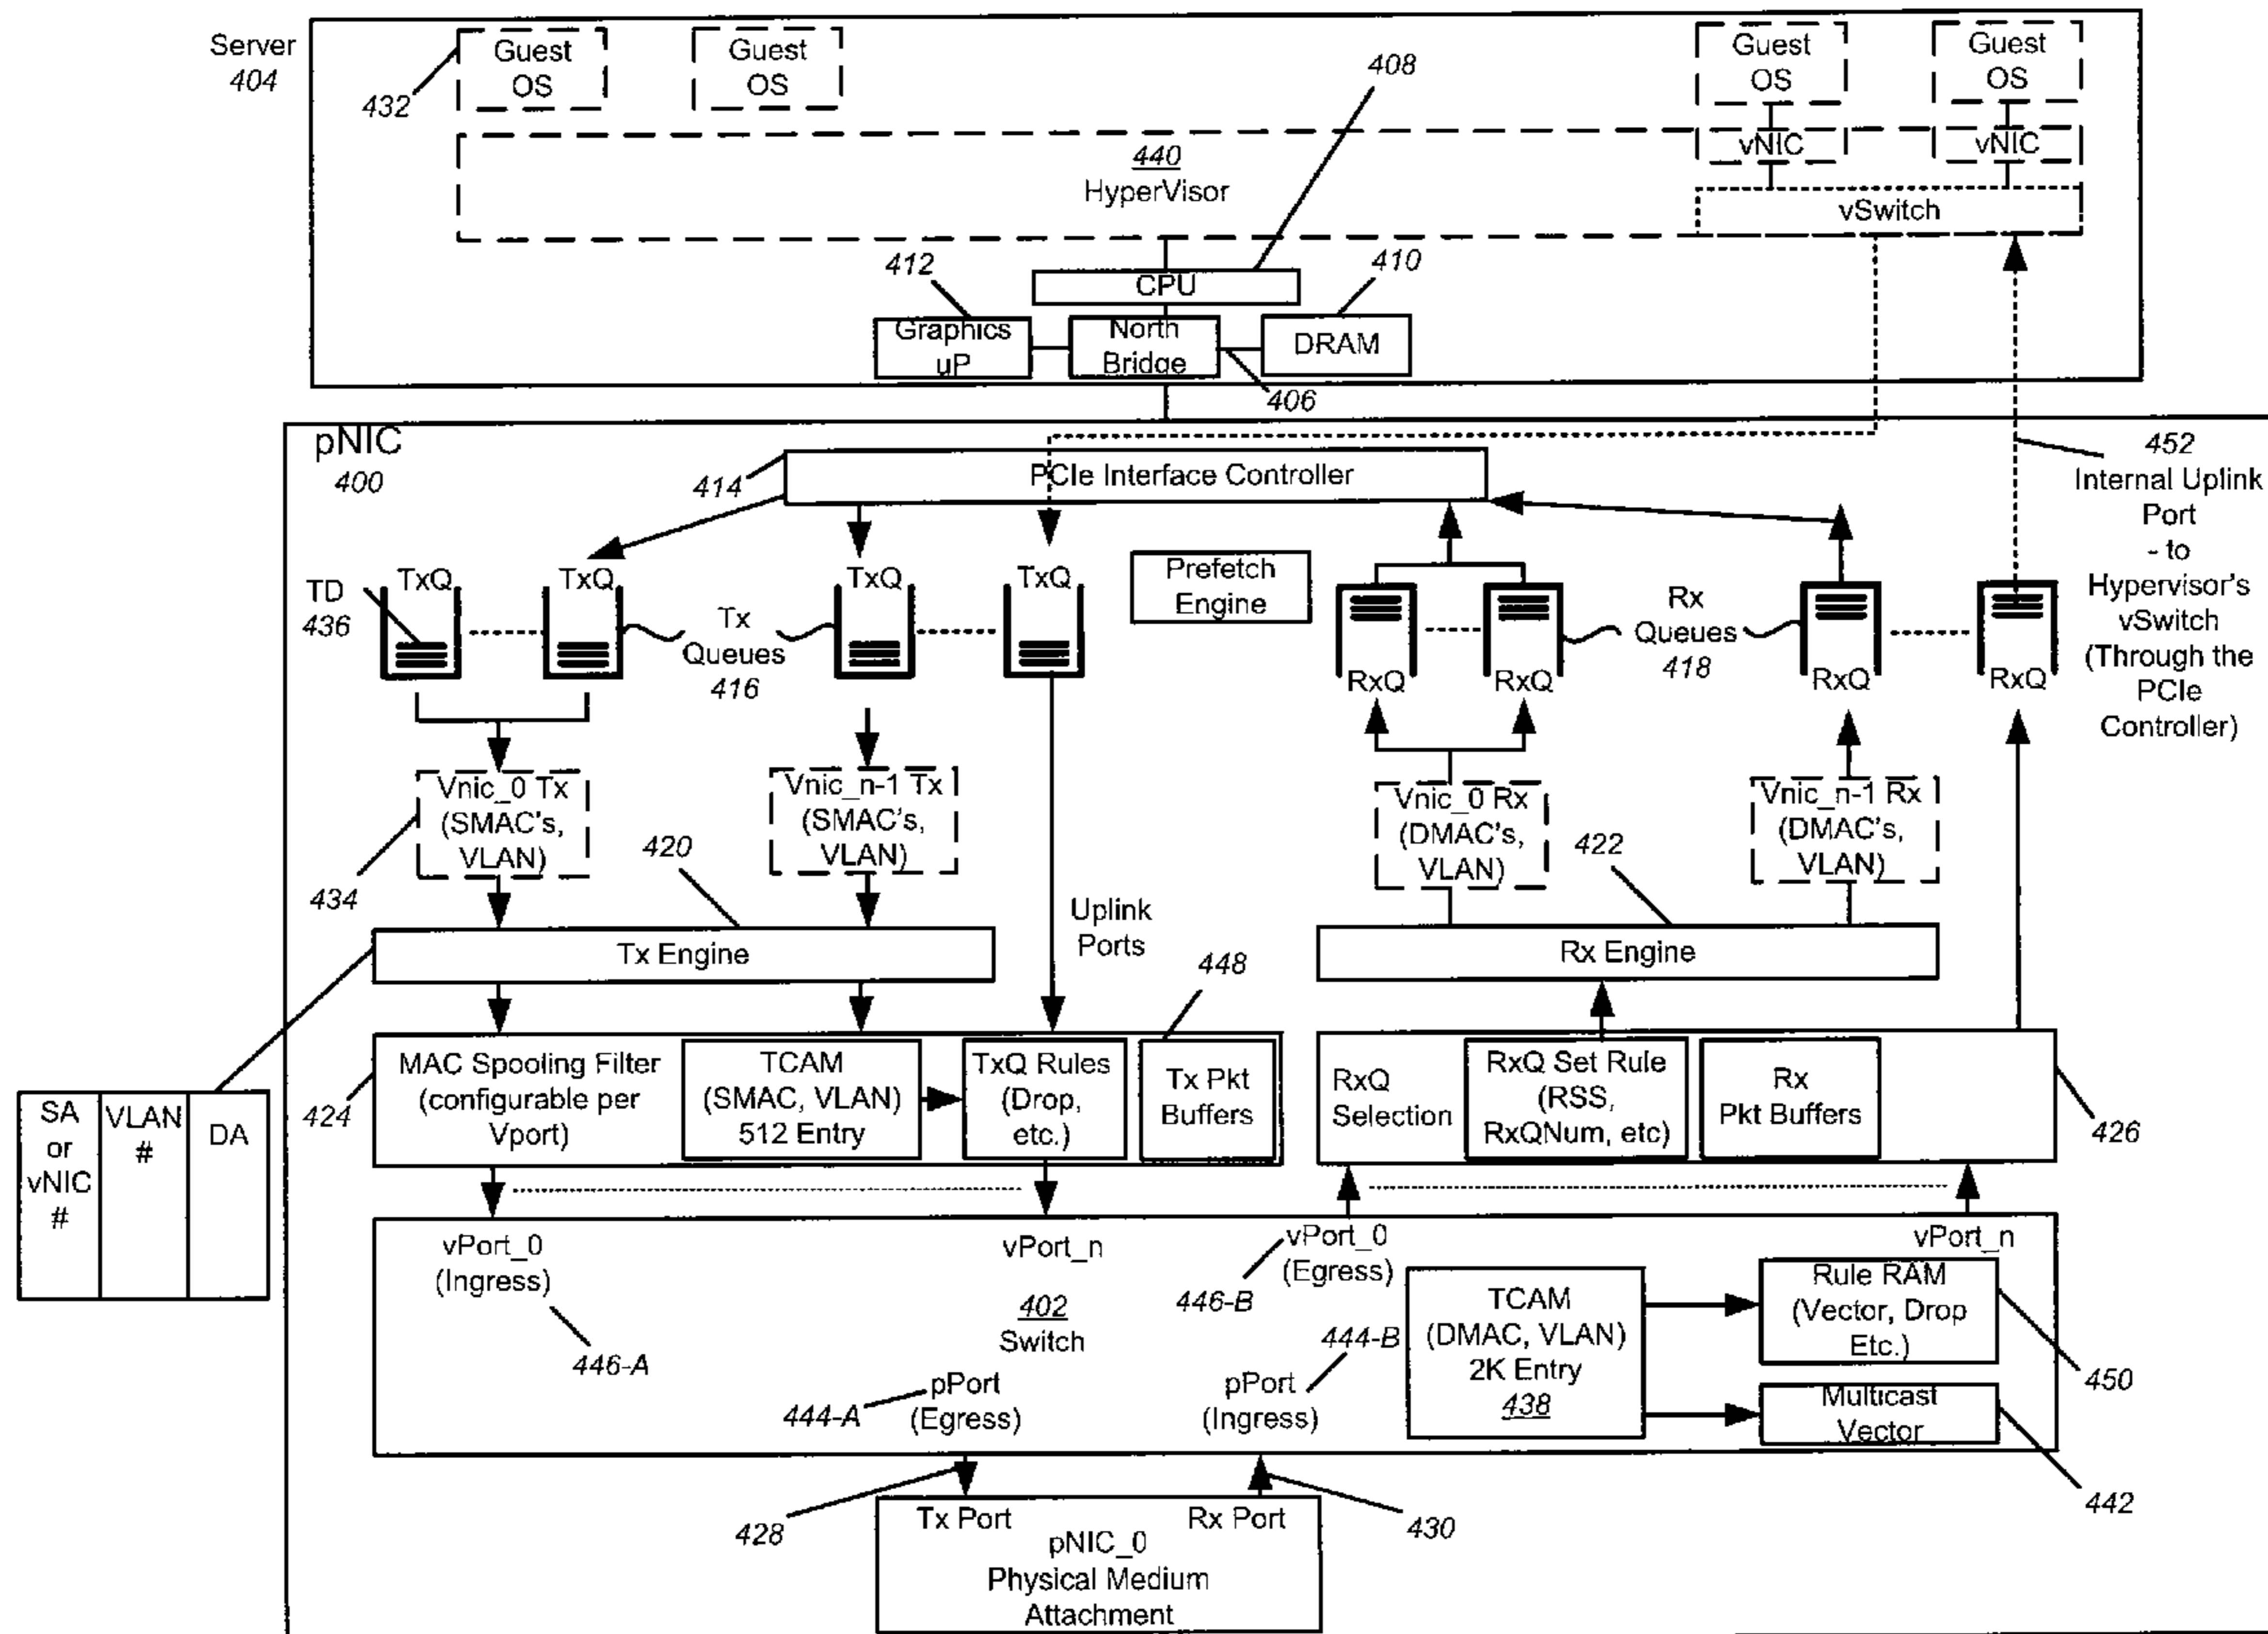 Server
404
432
Guest
OS
Guest
OS
408
Guest
OS
Guest
OS
440
HyperVisor
vNIC
vNIC
vSwitch
412
CPU
410
Graphics
uP
North
Bridge
DRAM
406
pNIC
400
414
PCIe Interface Controller
452
Internal Uplink
Port
- to
Hypervisor's
vSwitch
(Through the
PCIe
Controller)
TD
436
TxQ
TxQ
Tx
Queues
416
TxQ
TxQ
Prefetch
Engine
RxQ
RxQ
Rx
Queues
418
RxQ
RxQ
Vnic_0 Tx
(SMAC's,
VLAN)
434
Vnic_n-1 Tx
(SMAC's,
VLAN)
420
Uplink
Ports
Vnic_0 Rx
(DMAC's,
VLAN)
422
Vnic_n-1 Rx
(DMAC's,
VLAN)
Tx Engine
Rx Engine
448
SA
or
vNIC
#
VLAN
#
DA
424
MAC Spooling Filter
(configurable per
Vport)
TCAM
(SMAC, VLAN)
512 Entry
TxQ Rules
(Drop,
etc.)
Tx Pkt
Buffers
RxQ
Selection
RxQ Set Rule
(RSS,
RxQNum, etc)
Rx
Pkt Buffers
426
vPort_0
(Ingress)
446-A
vPort_n
402
Switch
vPort_0
(Egress)
446-B
vPort_n
444-A
pPort
(Egress)
444-B
pPort
(Ingress)
TCAM
(DMAC, VLAN)
2K Entry
438
Rule RAM
(Vector, Drop
Etc.)
450
Multicast
Vector
442
428
430
Tx Port
Rx Port
pNIC_0
Physical Medium
Attachment